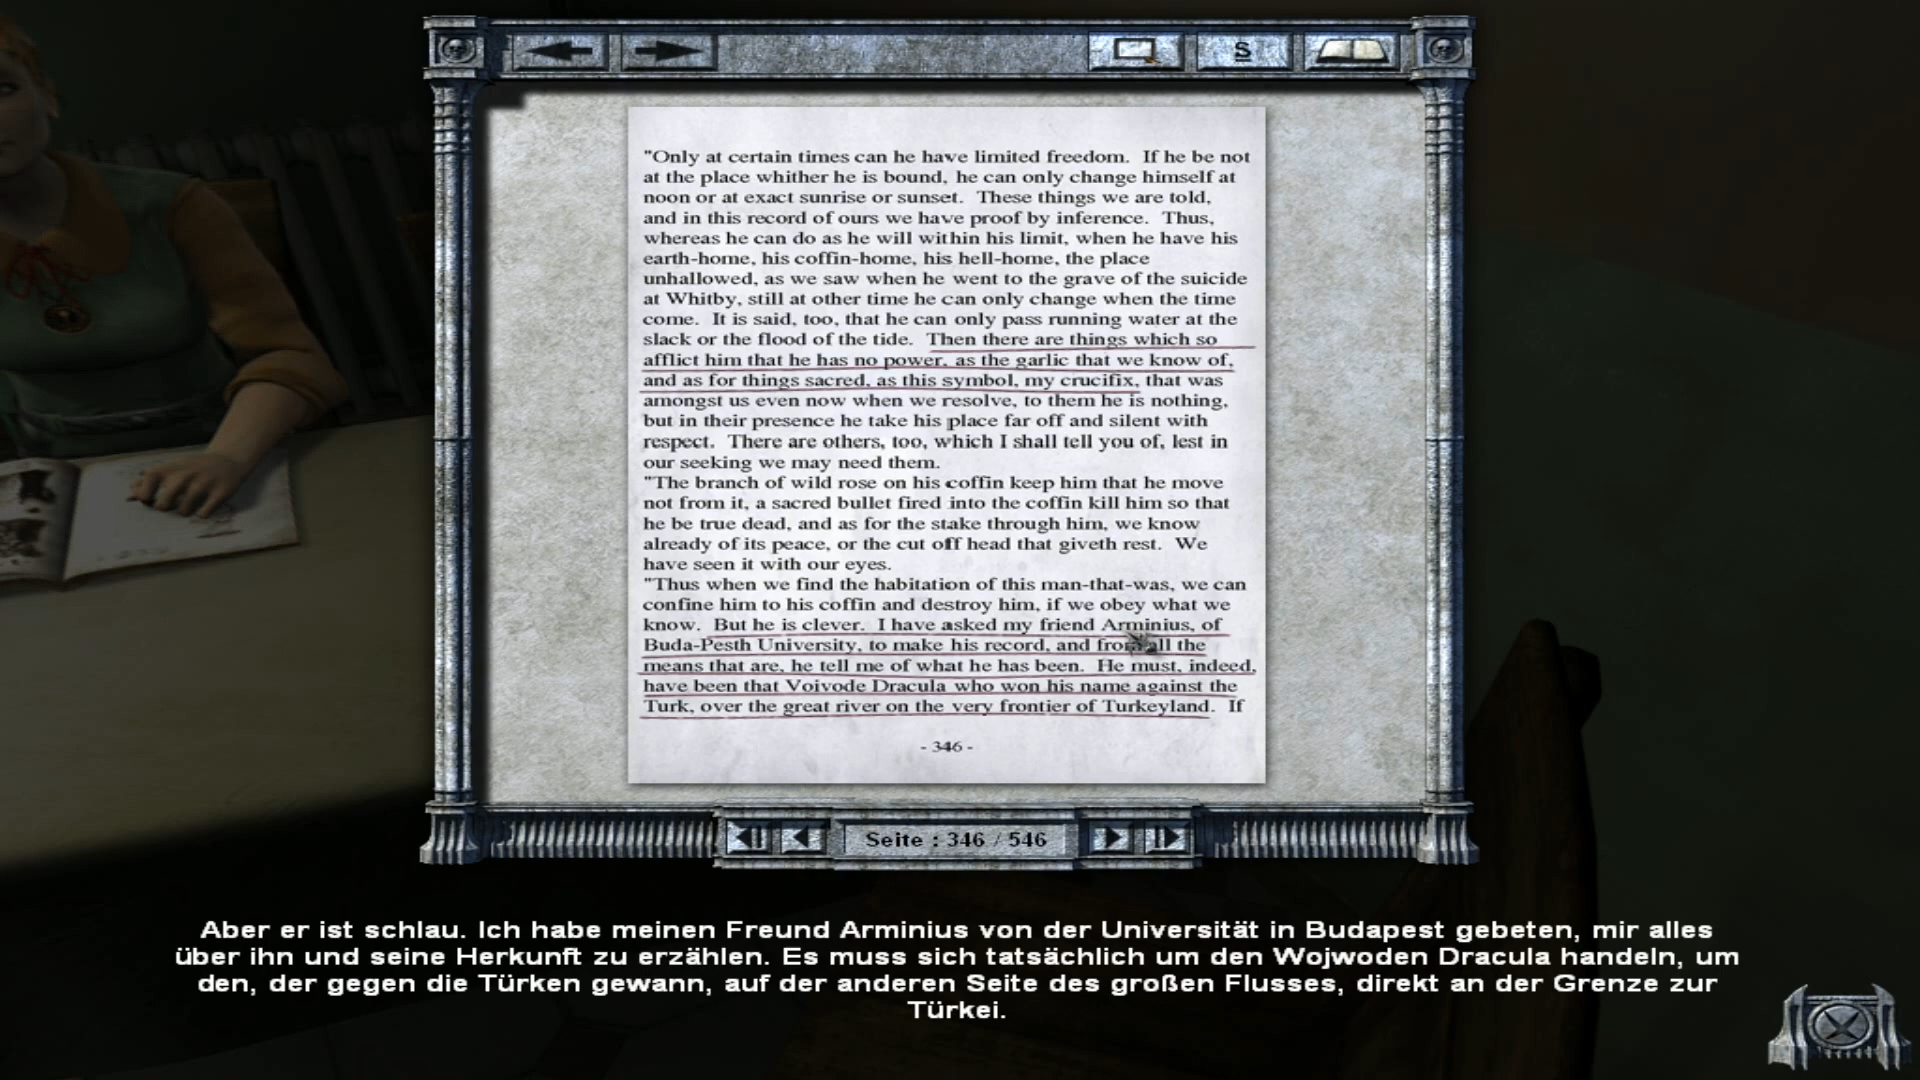 S
"Only at certain times can he have limited freedom. If he be not
at the place whither he is bound, he can only change himself at
noon or at exact sunrise or sunset. These things we are told,
and in this record of ours we have proof by inference. Thus,
whereas he can do as he will within his limit, when he have his
earth-home, his coffin-home, his hell-home, the place
unhallowed, as we saw when he went to the grave of the suicide
at Whitby, still at other time he can only change when the time
come. It is said, too, that he can only pass running water at the
slack or the flood of the tide. Then there are things which so
afflict him that he has no power, as the garlic that we know of,
and as for things sacred, as this symbol, my crucifix, that was
amongst us even now when we resolve, to them he is nothing,
but in their presence he take his place far off and silent with
respect. There are others, too, which I shall tell you of, lest in
our seeking we may need them.
"The branch of wild rose on his coffin keep him that he move
not from it, a sacred bullet fired into the coffin kill him so that
he be true dead, and as for the stake through him, we know
already of its peace, or the cut off head that giveth rest. We
have seen it with our eyes.
"Thus when we find the habitation of this man-that-was, we can
confine him to his coffin and destroy him, if we obey what we
know. But he is clever. I have asked my friend Arminius, of
Buda-Pesth University, to make his record, and from all the
means that are, he tell me of what he has been. He must, indeed,
have been that Voivode Dracula who won his name against the
Turk, over the great river on the very frontier of Turkeyland. If
- 346 -
Seite : 346 / 546
Aber er ist schlau. Ich habe meinen Freund Arminius von der Universität in Budapest gebeten, mir alles
über ihn und seine Herkunft zu erzählen. Es muss sich tatsächlich um den Wojwoden Dracula handeln, um
den, der gegen die Türken gewann, auf der anderen Seite des großen Flusses, direkt an der Grenze zur
Türkei.